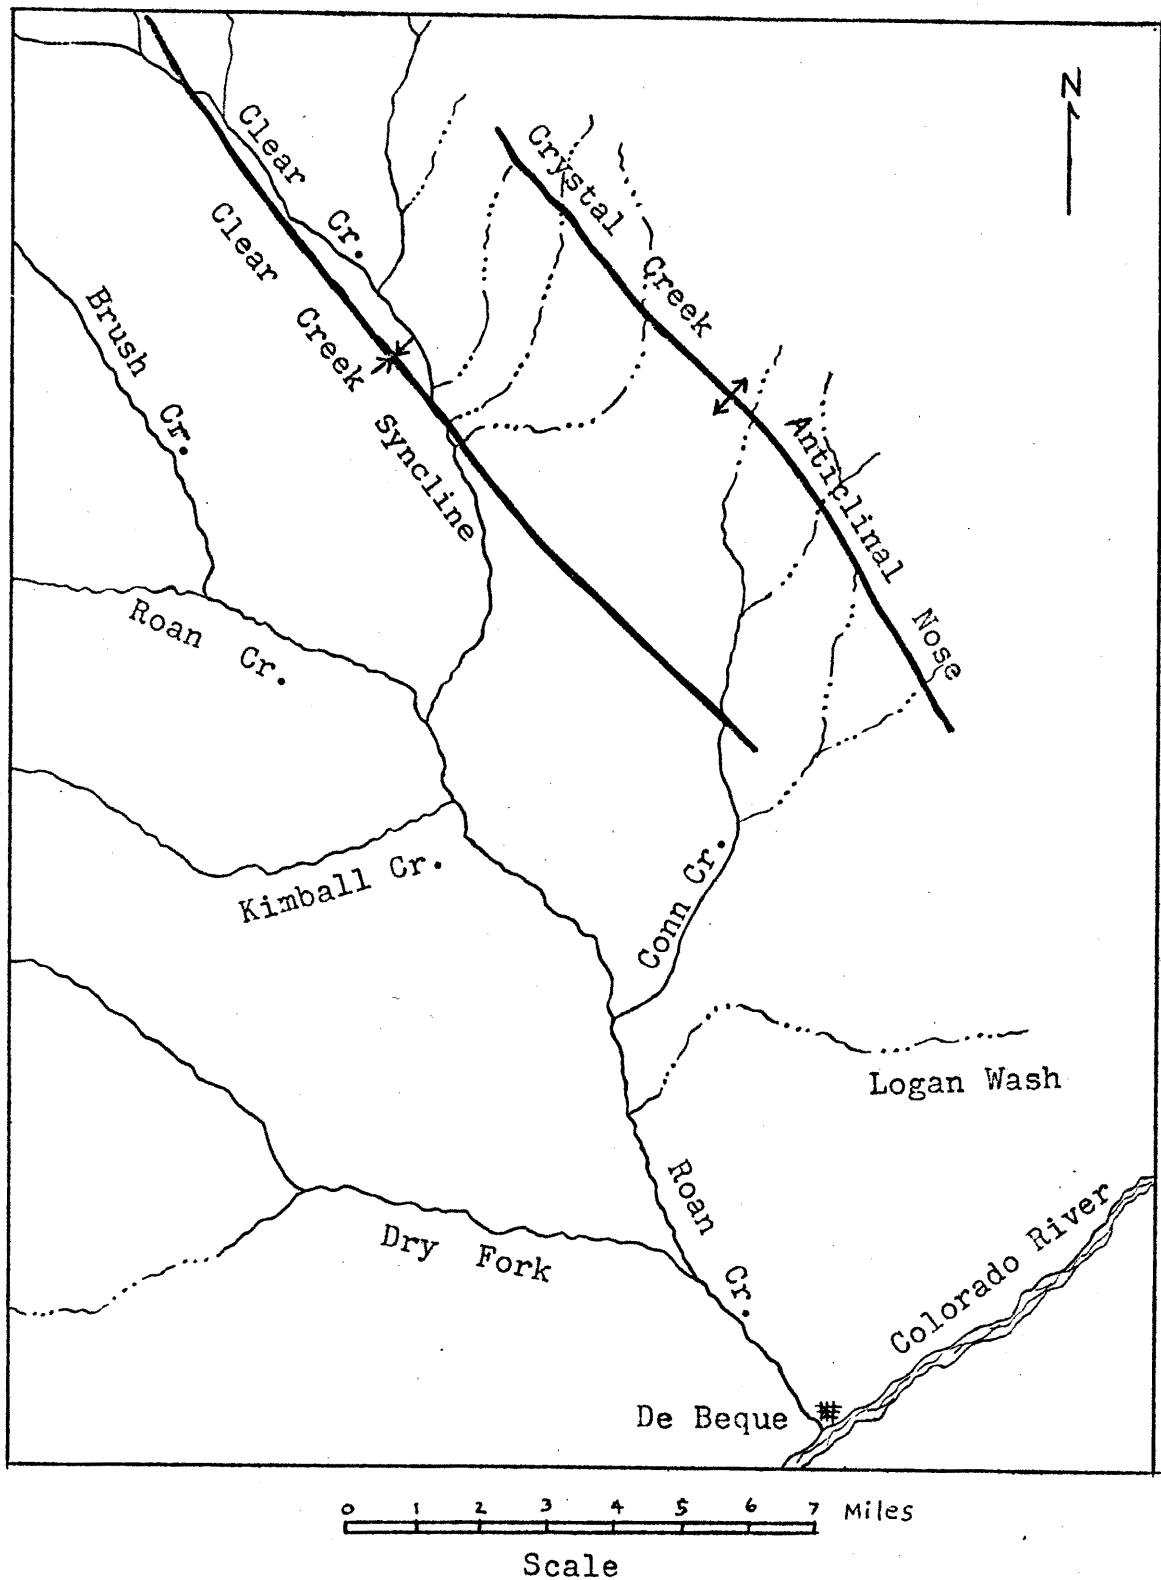 N
Clear Cr.
Crystal Creek Anticlinal Nose
Clear Creek Syncline
Brush Cr.
Roan Cr.
Kimball Cr.
Conn Cr.
Logan Wash
Roan Cr.
Dry Fork
Colorado River
De Beque
0 1 2 3 4 5 6 7 Miles
Scale